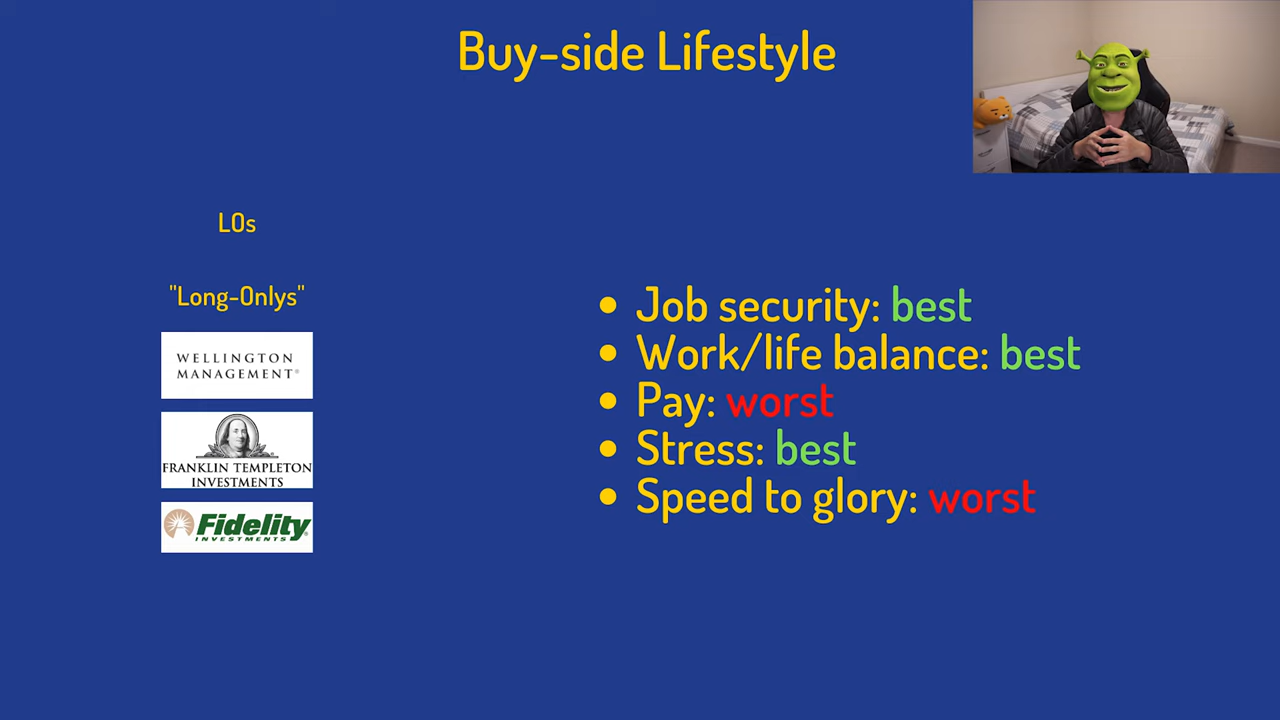 Buy-side Lifestyle
LOs
"Long-Onlys"
WELLINGTON
MANAGEMENT®
FRANKLIN TEMPLETON
INVESTMENTS
Fidelity
INVESTMENTS
• Job security: best
• Work/life balance: best
• Pay: worst
• Stress: best
• Speed to glory: worst